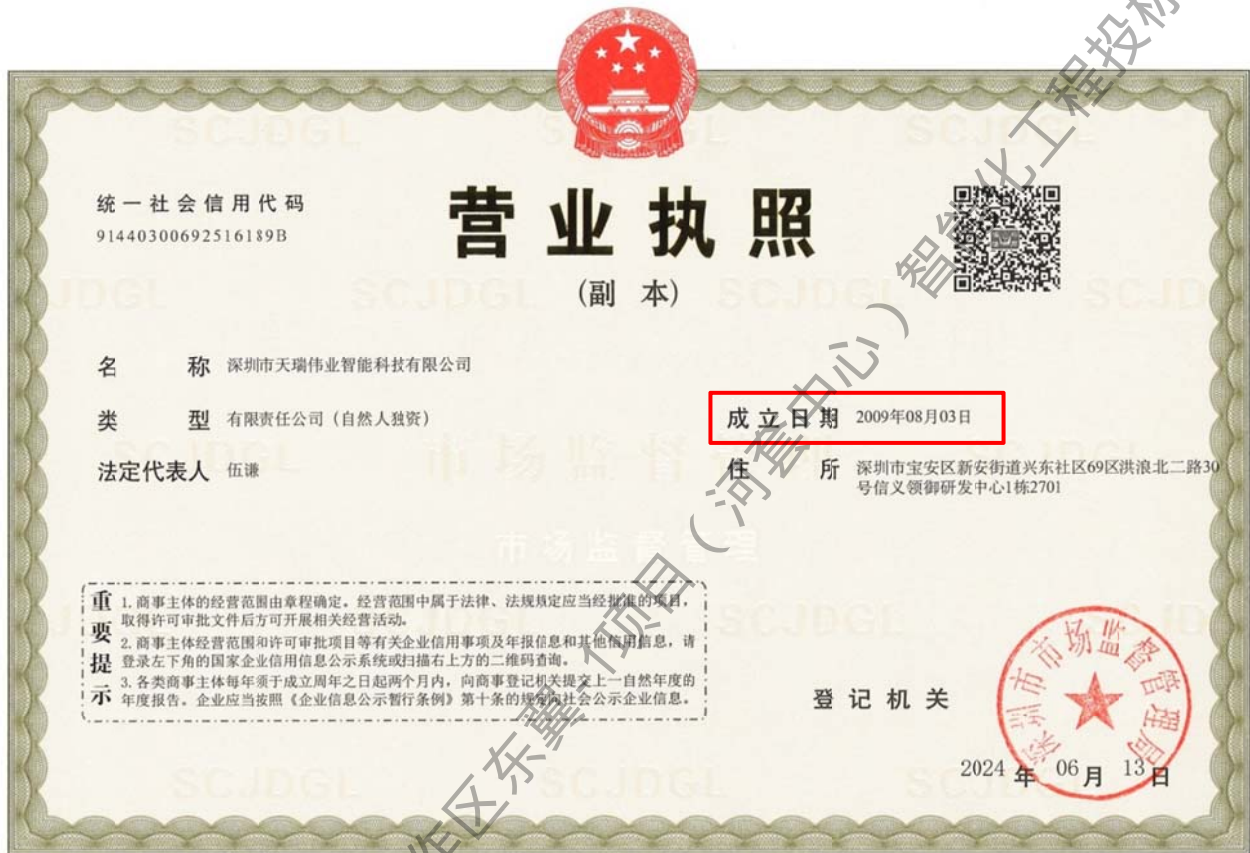 统一社会信用代码
91440300692516189B
营业执照
(副 本)
名 称 深圳市天瑞伟业智能科技有限公司
类 型 有限责任公司（自然人独资）
成立日期 2009年08月03日
法定代表人 伍谦
住 所 深圳市宝安区新安街道兴东社区69区洪浪北二路30
号信义领御研发中心1栋2701
重要提示
1.商事主体的经营范围由章程确定。经营范围中属于法律、法规规定应当经批准的项目，
取得许可审批文件后方可开展相关经营活动。
2.商事主体经营范围和许可审批项目等有关企业信用事项及年报信息和其他信用信息，请
登录左下角的国家企业信用信息公示系统或扫描右上方的二维码查询。
3.各类商事主体每年须于成立周年之日起两个月内，向商事登记机关提交上一自然年度的
年度报告。企业应当按照《企业信息公示暂行条例》第十条的规定向社会公示企业信息。
登记机关
深圳市市场监督管理局
2024 年 06 月 13 日
作区东翼-1项目（河套中心）智能化工程投标
SCJDGL
市场监督管理